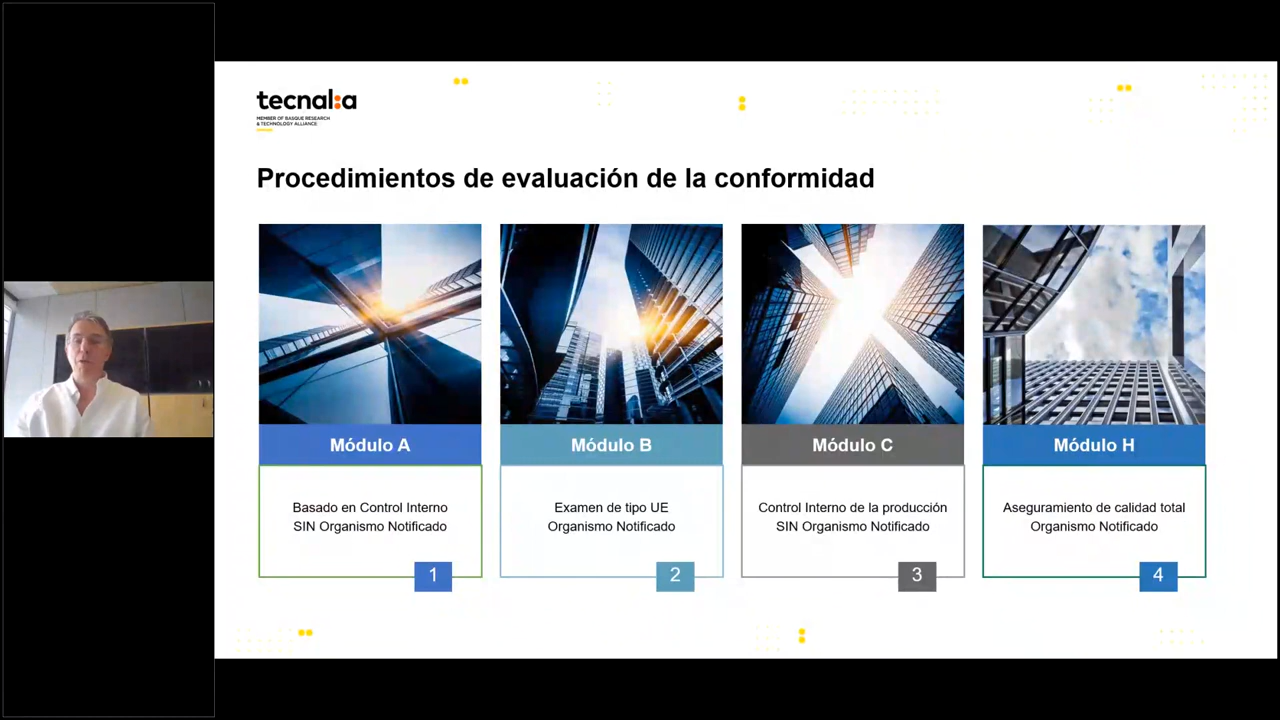 tecnalia
MEMBER OF BASQUE RESEARCH
& TECHNOLOGY ALLIANCE
Procedimientos de evaluación de la conformidad
Módulo A
Basado en Control Interno
SIN Organismo Notificado
1
Módulo B
Examen de tipo UE
Organismo Notificado
2
Módulo C
Control Interno de la producción
SIN Organismo Notificado
3
Módulo H
Aseguramiento de calidad total
Organismo Notificado
4